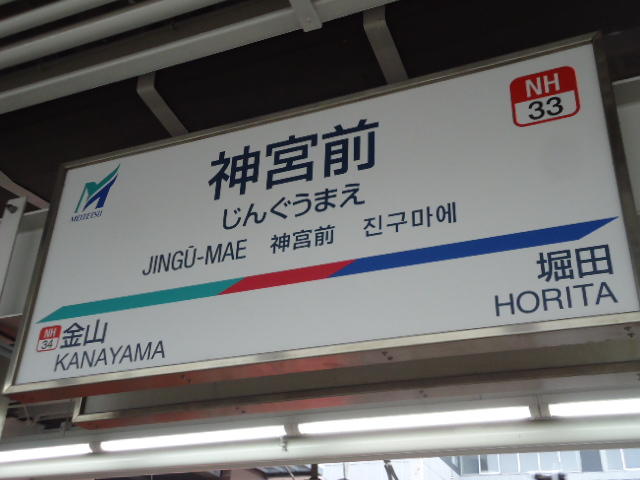 NH
33
MEITETSU
神宮前
じんぐうまえ
JINGŪ-MAE 神宮前 진구마에
NH
34
金山
KANAYAMA
堀田
HORITA